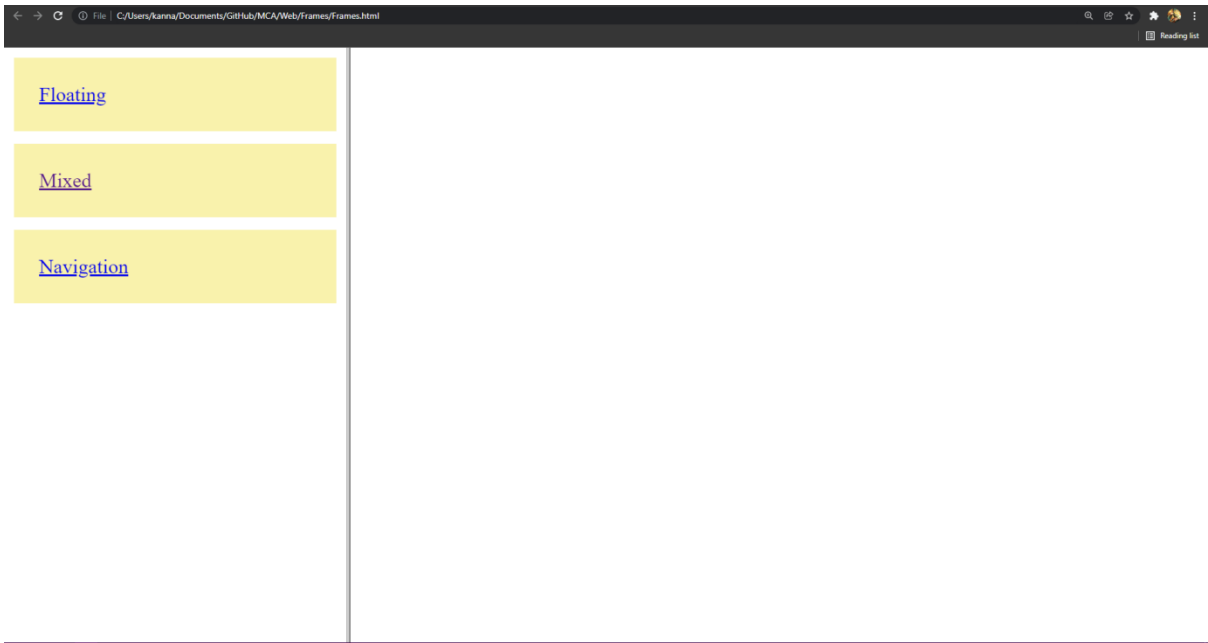 File | C:/Users/kanna/Documents/GitHub/MCA/Web/Frames/Frames.html
Reading list
Floating
Mixed
Navigation